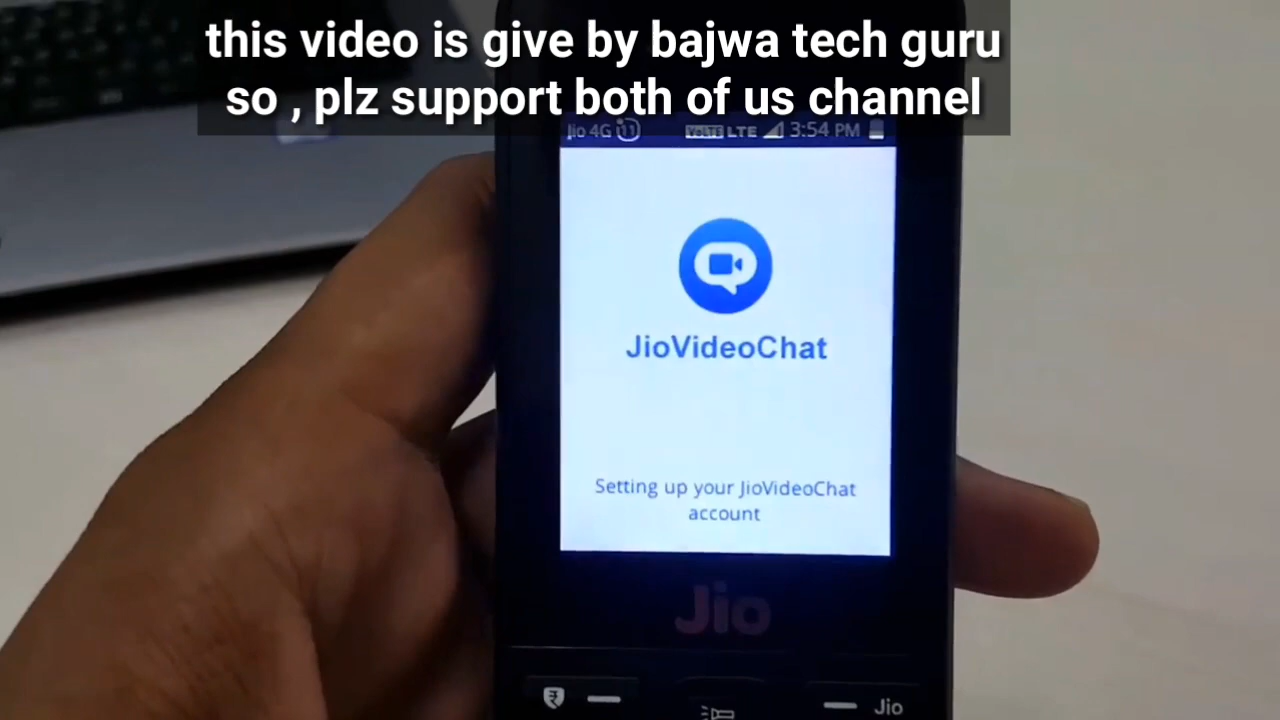 this video is give by bajwa tech guru
so , plz support both of us channel
Jio 4G VoLTE LTE 3:54 PM
JioVideoChat
Setting up your JioVideoChat
account
Jio
₹
Jio